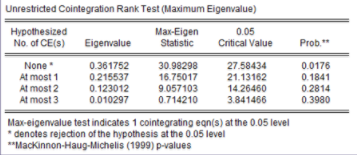 Unrestricted Cointegration Rank Test (Maximum Eigenvalue)
Hypothesized Max-Eigen 0.05
No. of CE(s) Eigenvalue Statistic Critical Value Prob.**
None * 0.361752 30.98298 27.58434 0.0176
At most 1 0.215537 16.75017 21.13162 0.1841
At most 2 0.123012 9.057103 14.26460 0.2814
At most 3 0.010297 0.714210 3.841466 0.3980
Max-eigenvalue test indicates 1 cointegrating eqn(s) at the 0.05 level
* denotes rejection of the hypothesis at the 0.05 level
**MacKinnon-Haug-Michelis (1999) p-values